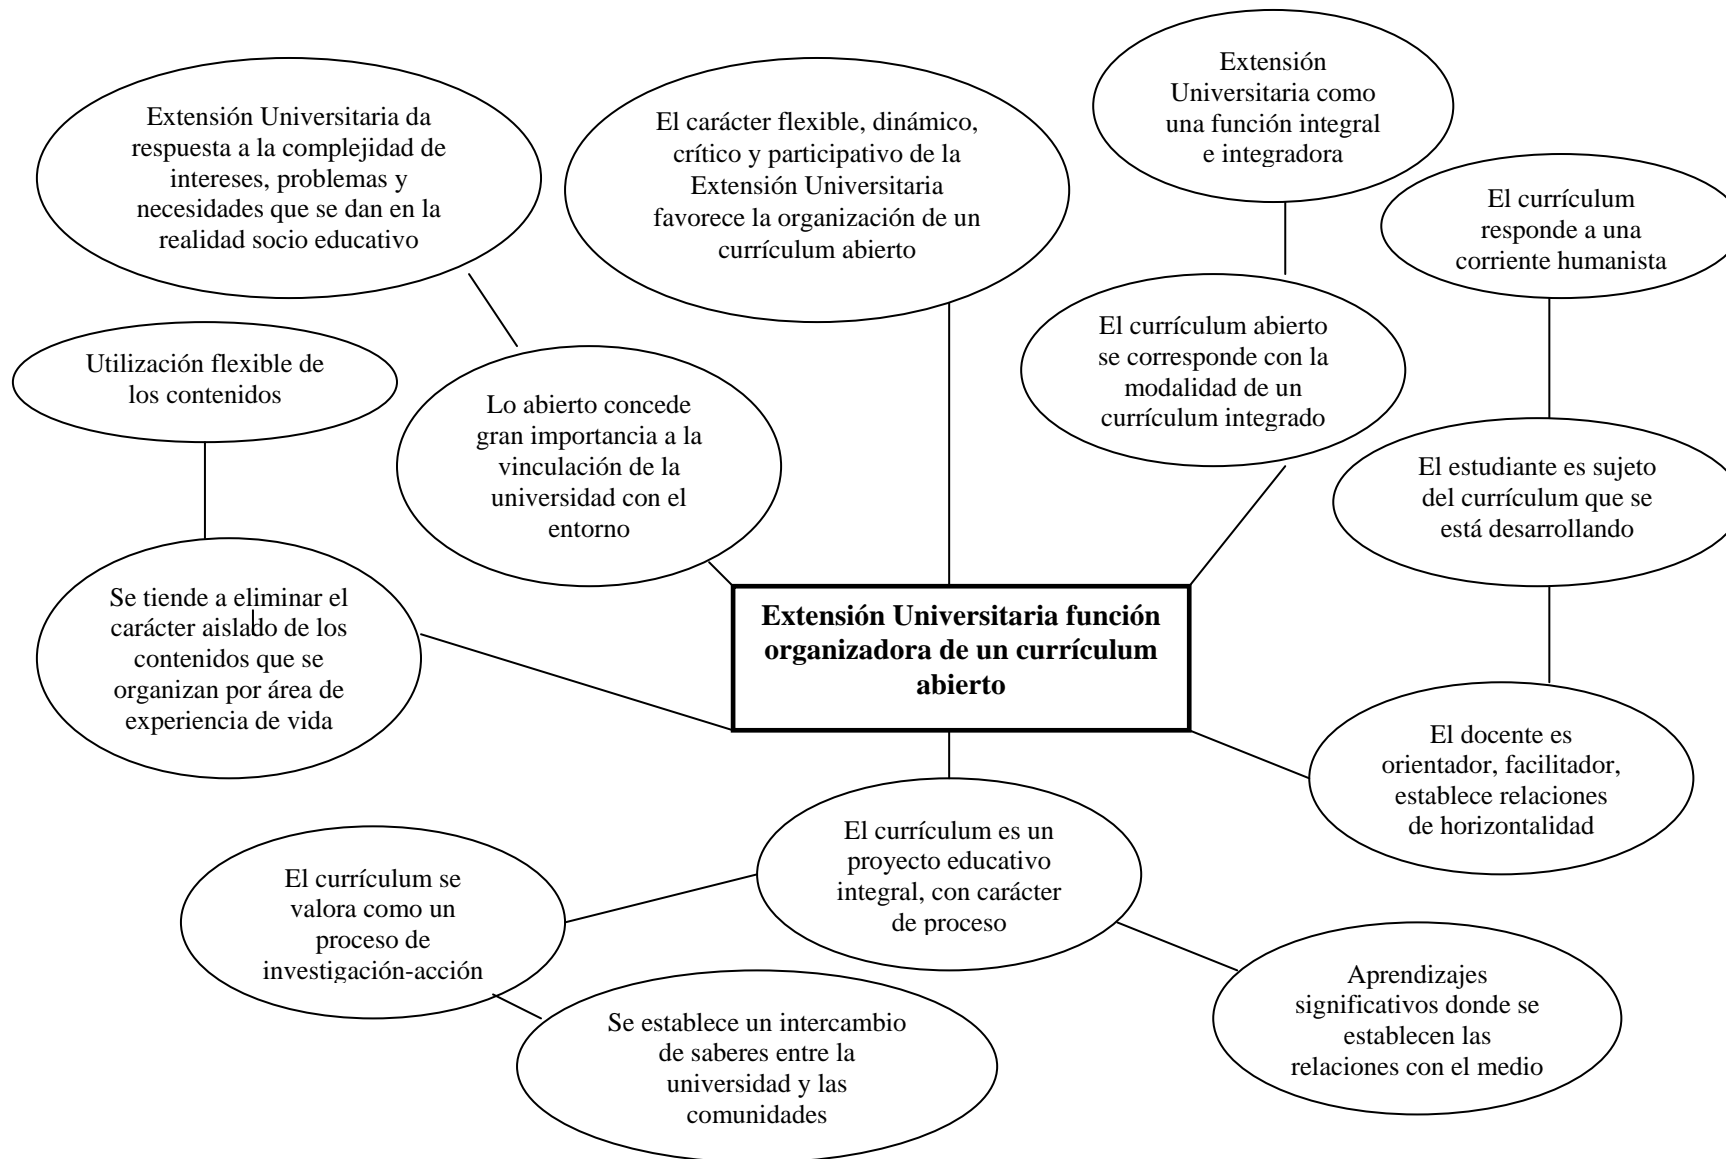 Extensión
Universitaria como
una función integral
e integradora
Extensión Universitaria da
respuesta a la complejidad de
intereses, problemas y
necesidades que se dan en la
realidad socio educativo
El carácter flexible, dinámico,
crítico y participativo de la
Extensión Universitaria
favorece la organización de un
currículum abierto
El currículum
responde a una
corriente humanista
Utilización flexible de
los contenidos
Lo abierto concede
gran importancia a la
vinculación de la
universidad con el
entorno
El currículum abierto
se corresponde con la
modalidad de un
currículum integrado
El estudiante es sujeto
del currículum que se
está desarrollando
Se tiende a eliminar el
carácter aislado de los
contenidos que se
organizan por área de
experiencia de vida
Extensión Universitaria función
organizadora de un currículum
abierto
El docente es
orientador, facilitador,
establece relaciones
de horizontalidad
El currículum es un
proyecto educativo
integral, con carácter
de proceso
El currículum se
valora como un
proceso de
investigación-acción
Aprendizajes
significativos donde se
establecen las
relaciones con el medio
Se establece un intercambio
de saberes entre la
universidad y las
comunidades